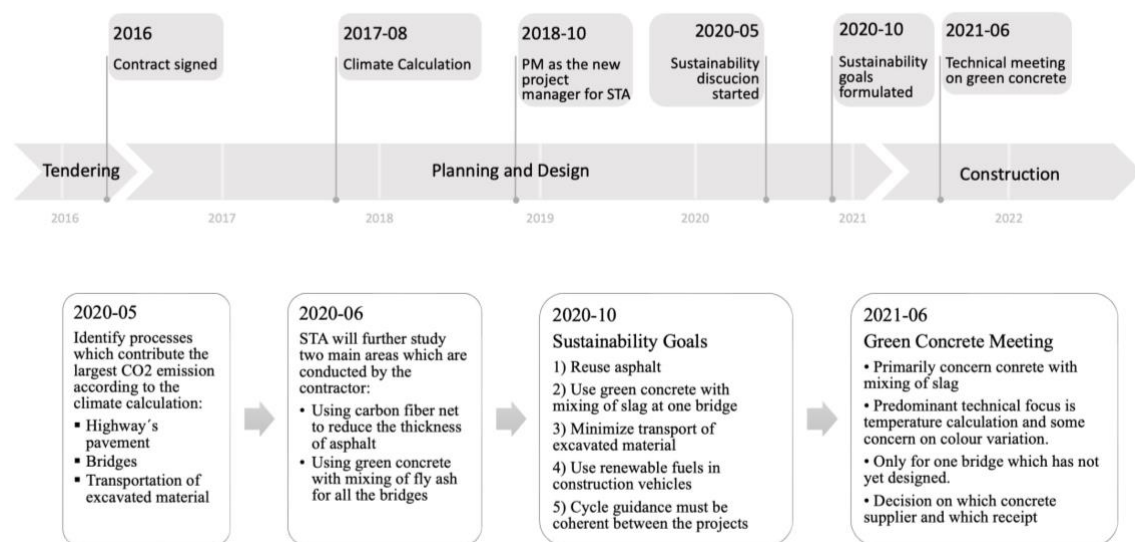 2016
Contract signed
2017-08
Climate Calculation
2018-10
PM as the new
project
manager for STA
2020-05
Sustainability
discucion
started
2020-10
Sustainability
goals
formulated
2021-06
Technical meeting
on green concrete
Tendering
Planning and Design
Construction
2016
2017
2018
2019
2020
2021
2022
2020-05
Identify processes
which contribute the
largest CO2 emission
according to the
climate calculation:
▪ Highway´s
pavement
▪ Bridges
▪ Transportation of
excavated material
2020-06
STA will further study
two main areas which are
conducted by the
contractor:
• Using carbon fiber net
to reduce the thickness
of asphalt
• Using green concrete
with mixing of fly ash
for all the bridges
2020-10
Sustainability Goals
1) Reuse asphalt
2) Use green concrete with
mixing of slag at one bridge
3) Minimize transport of
excavated material
4) Use renewable fuels in
construction vehicles
5) Cycle guidance must be
coherent between the projects
2021-06
Green Concrete Meeting
• Primarily concern conrete with
mixing of slag
• Predominant technical focus is
temperature calculation and some
concern on colour variation.
• Only for one bridge which has not
yet designed.
• Decision on which concrete
supplier and which receipt